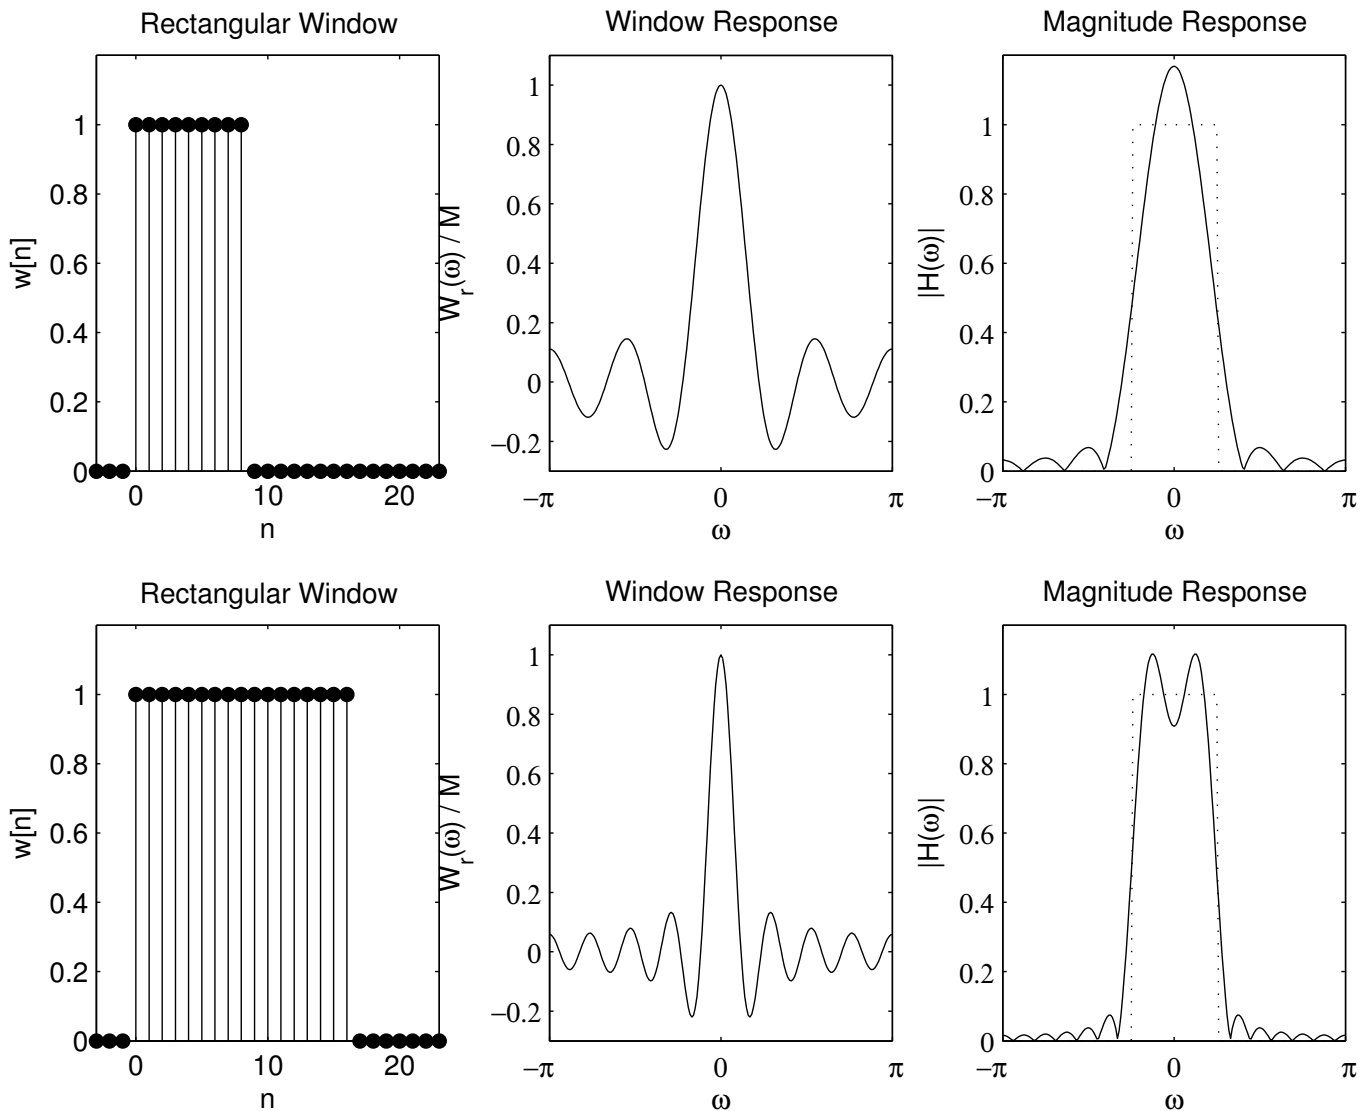 Rectangular Window
Window Response
Magnitude Response
1
0.8
0.6
0.4
0.2
0
w[n]
0
10
20
n
1
0.8
0.6
0.4
0.2
0
−0.2
W_r(ω) / M
−π
0
π
ω
1
0.8
0.6
0.4
0.2
0
|H(ω)|
−π
0
π
ω
Rectangular Window
Window Response
Magnitude Response
1
0.8
0.6
0.4
0.2
0
w[n]
0
10
20
n
1
0.8
0.6
0.4
0.2
0
−0.2
W_r(ω) / M
−π
0
π
ω
1
0.8
0.6
0.4
0.2
0
|H(ω)|
−π
0
π
ω